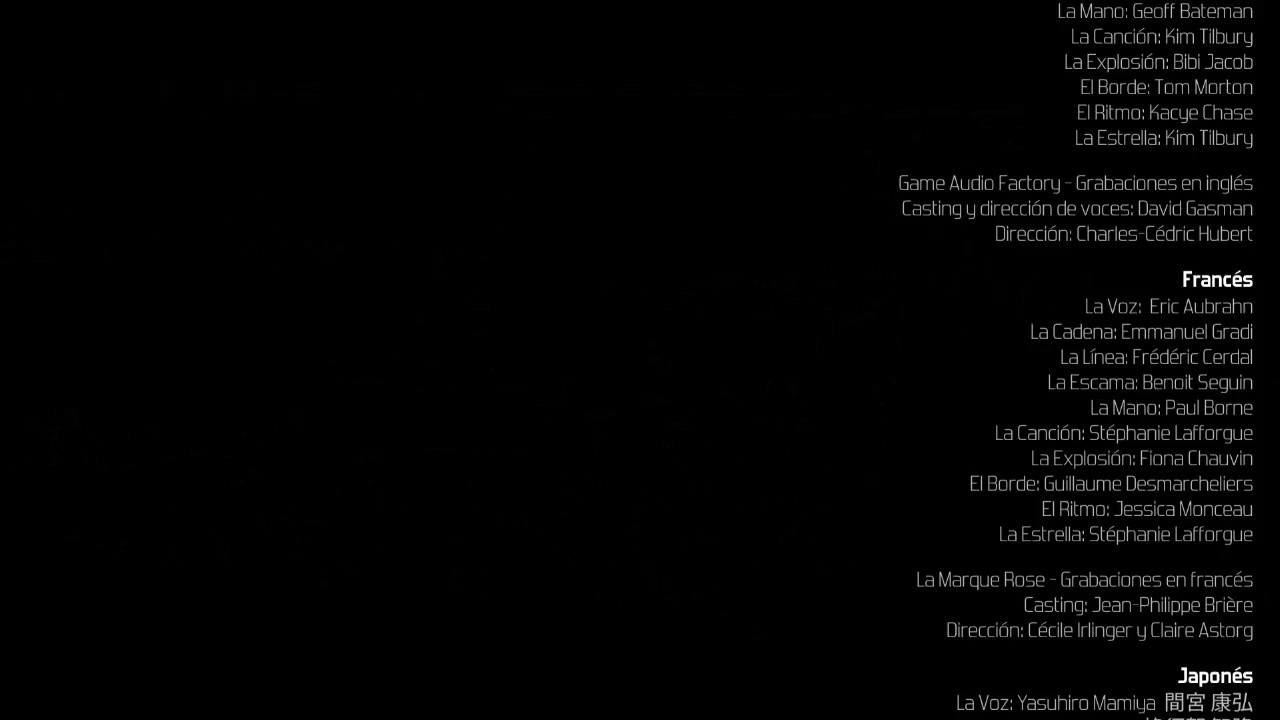 La Mano: Geoff Bateman
La Canción: Kim Tilbury
La Explosión: Bibi Jacob
El Borde: Tom Morton
El Ritmo: Kacye Chase
La Estrella: Kim Tilbury
Game Audio Factory - Grabaciones en inglés
Casting y dirección de voces: David Gasman
Dirección: Charles-Cédric Hubert
Francés
La Voz: Eric Aubrahn
La Cadena: Emmanuel Gradi
La Línea: Frédéric Cerdal
La Escama: Benoit Seguin
La Mano: Paul Borne
La Canción: Stéphanie Lafforgue
La Explosión: Fiona Chauvin
El Borde: Guillaume Desmarcheliers
El Ritmo: Jessica Monceau
La Estrella: Stéphanie Lafforgue
La Marque Rose - Grabaciones en francés
Casting: Jean-Philippe Brière
Dirección: Cécile Irlinger y Claire Astorg
Japonés
La Voz: Yasuhiro Mamiya 間宮 康弘